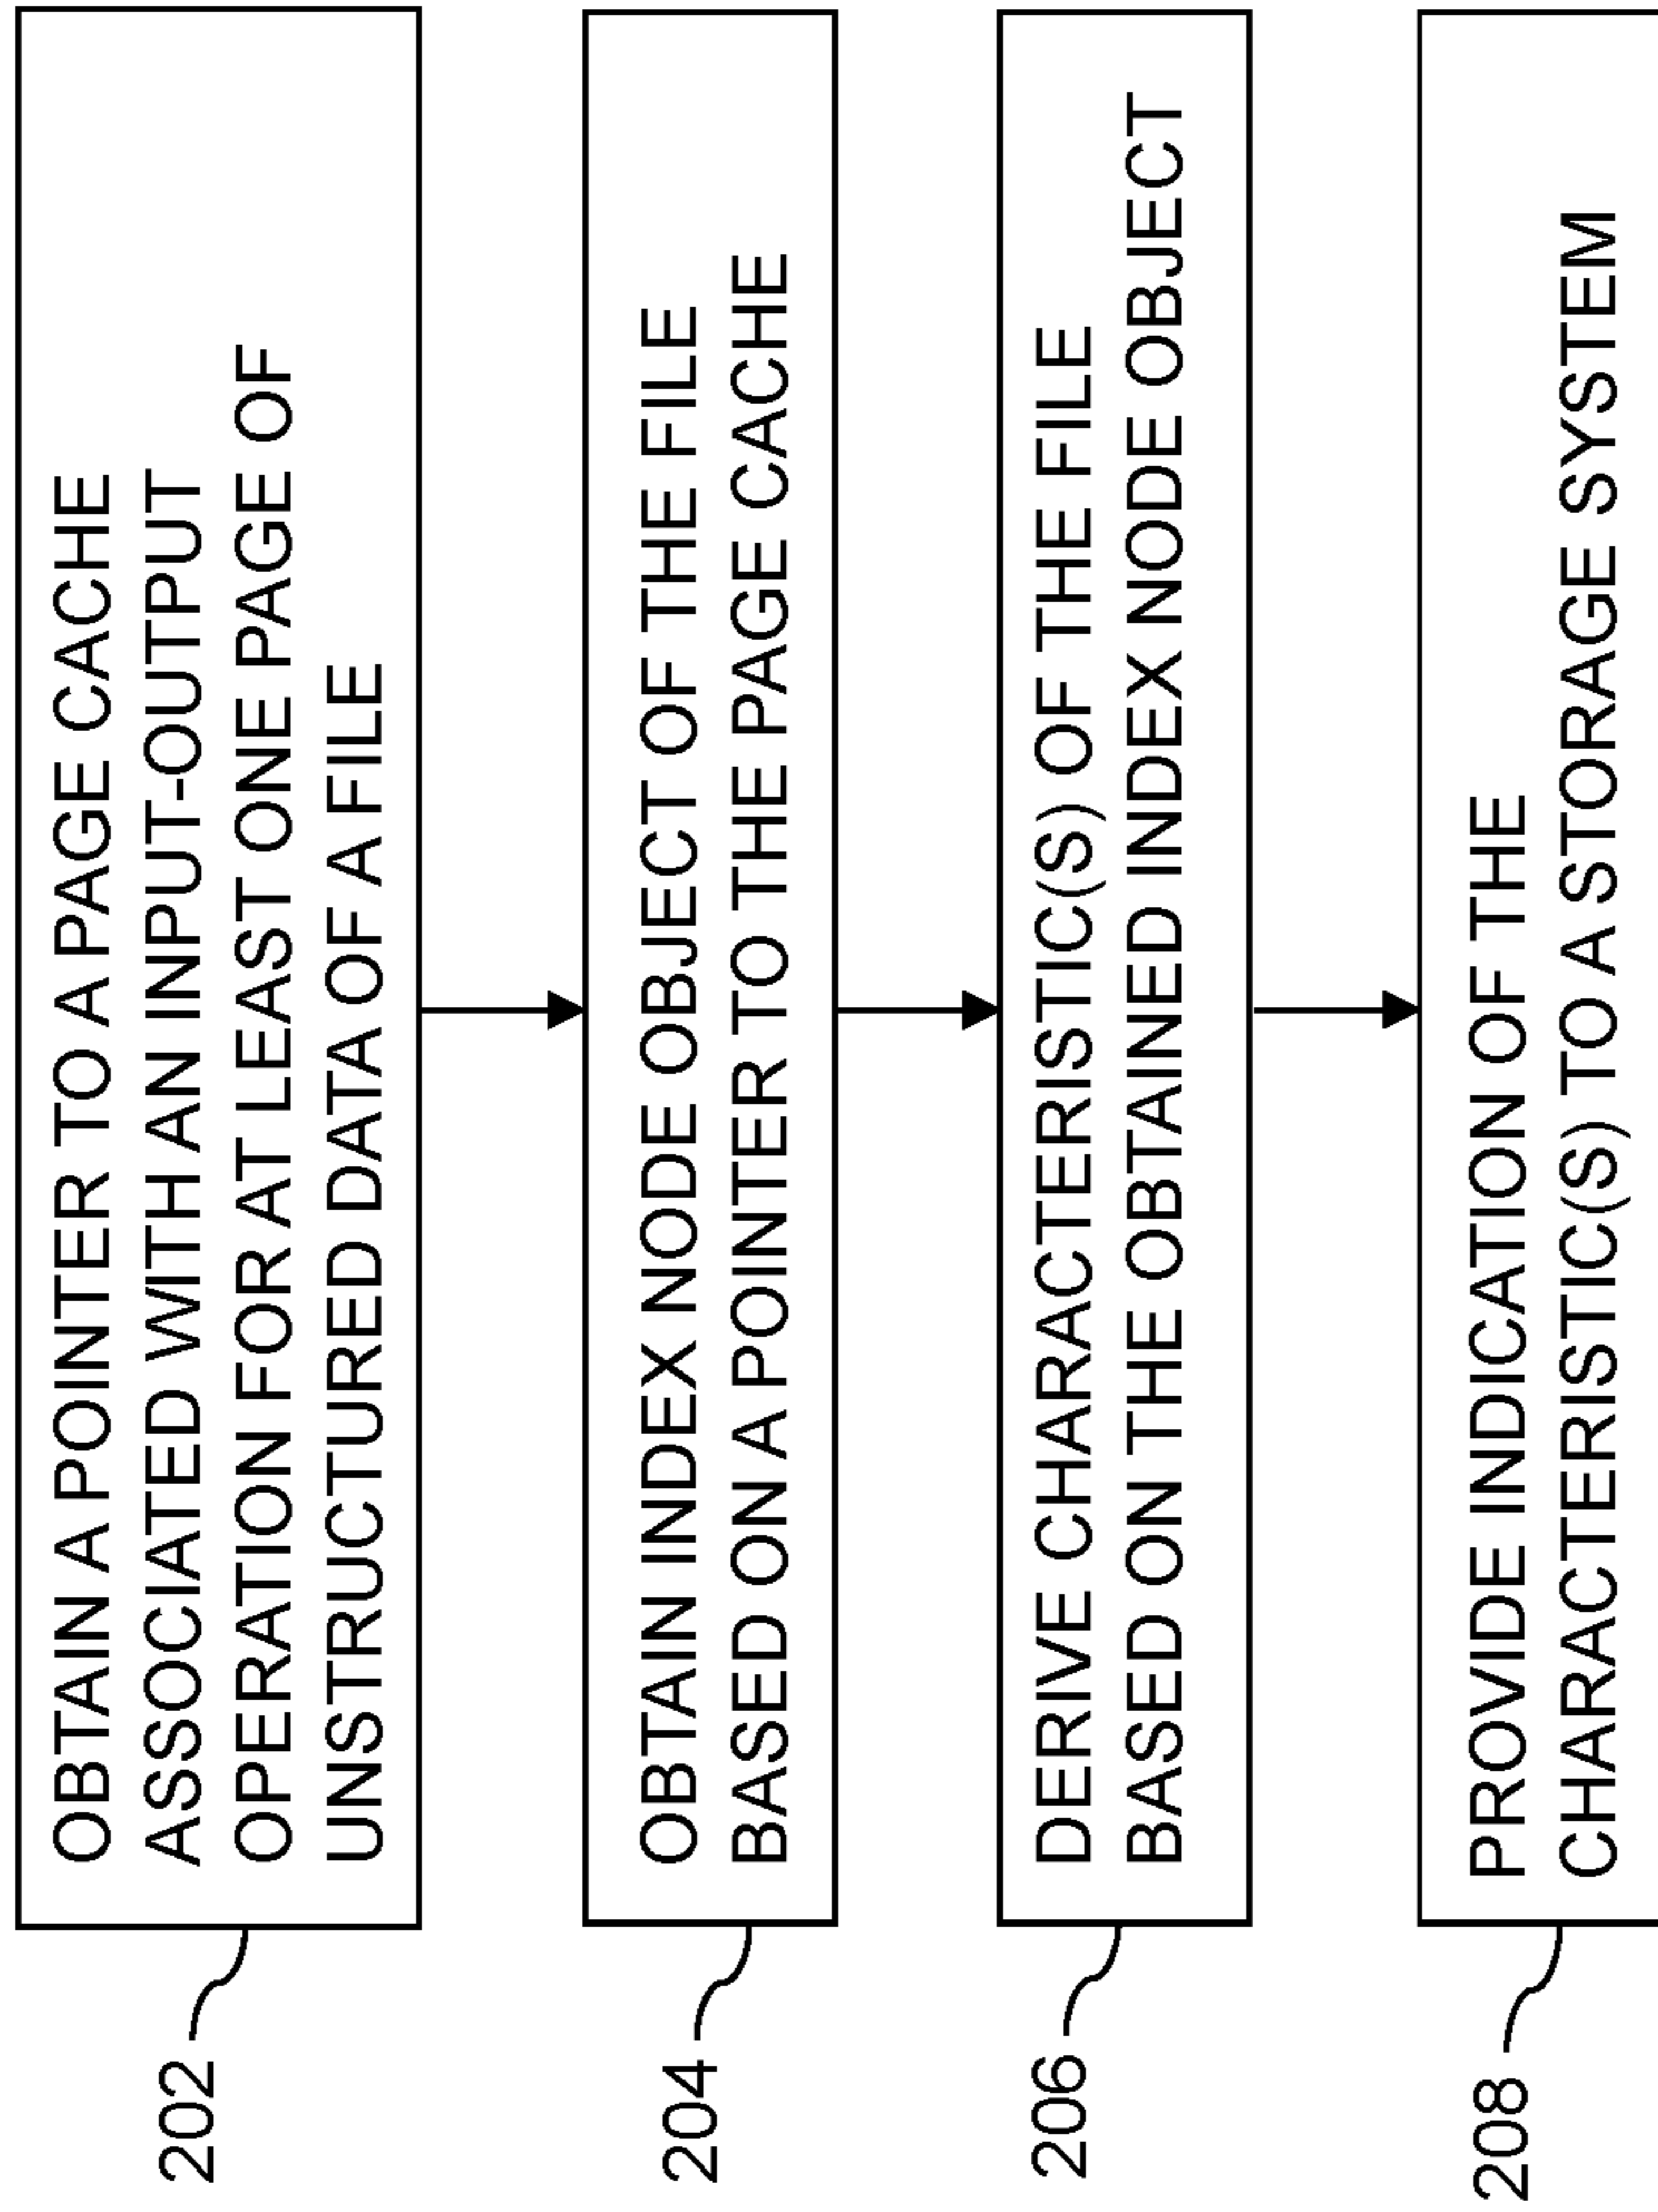 OBTAIN A POINTER TO A PAGE CACHE
ASSOCIATED WITH AN INPUT-OUTPUT
OPERATION FOR AT LEAST ONE PAGE OF
UNSTRUCTURED DATA OF A FILE
202
OBTAIN INDEX NODE OBJECT OF THE FILE
BASED ON A POINTER TO THE PAGE CACHE
204
DERIVE CHARACTERISTIC(S) OF THE FILE
BASED ON THE OBTAINED INDEX NODE OBJECT
206
PROVIDE INDICATION OF THE
CHARACTERISTIC(S) TO A STORAGE SYSTEM
208